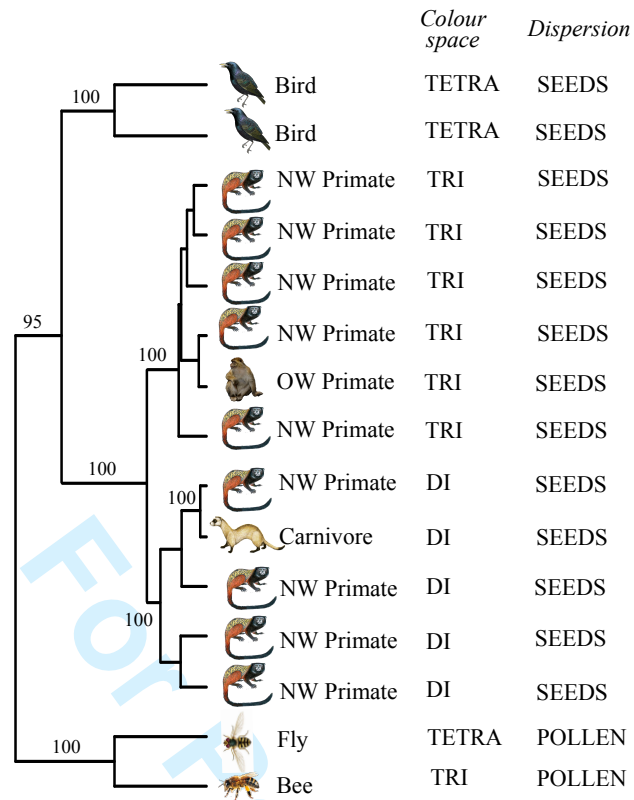 Colour space Dispersion
100 Bird TETRA SEEDS
Bird TETRA SEEDS
NW Primate TRI SEEDS
NW Primate TRI SEEDS
NW Primate TRI SEEDS
95 NW Primate TRI SEEDS
100 OW Primate TRI SEEDS
NW Primate TRI SEEDS
100 100 NW Primate DI SEEDS
Carnivore DI SEEDS
NW Primate DI SEEDS
100 NW Primate DI SEEDS
NW Primate DI SEEDS
Fly TETRA POLLEN
100 Bee TRI POLLEN
For P